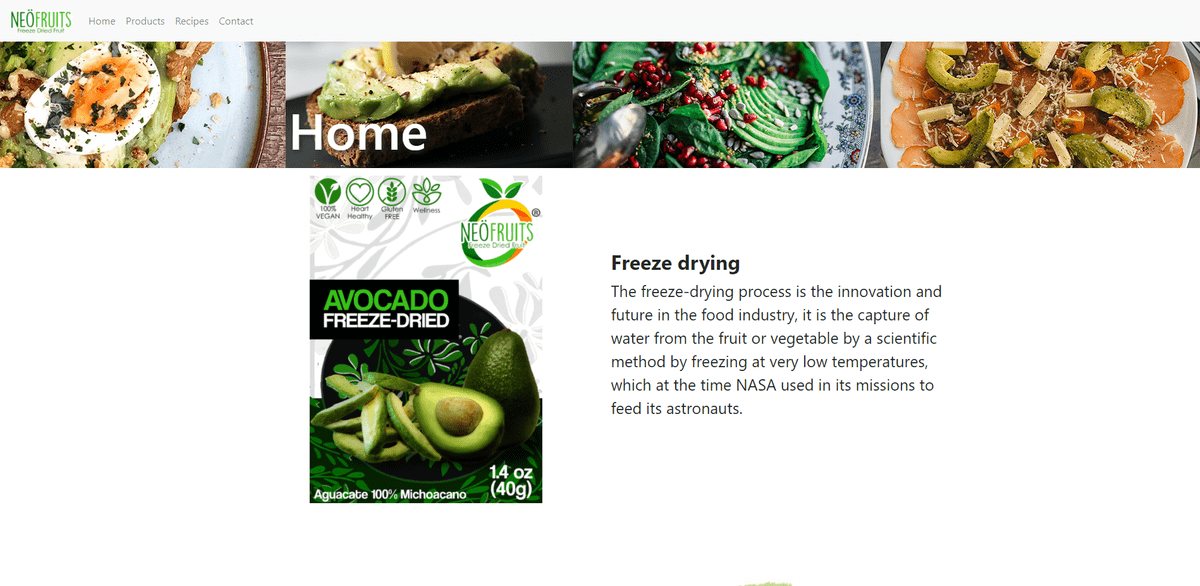 NEÖFRUITS
Freeze Dried Fruit
Home Products Recipes Contact
Home
100% VEGAN
Heart Healthy
Gluten FREE
Wellness
NEÖFRUITS®
Freeze Dried Fruit
AVOCADO
FREEZE-DRIED
1.4 oz
(40g)
Aguacate 100% Michoacano
Freeze drying
The freeze-drying process is the innovation and
future in the food industry, it is the capture of
water from the fruit or vegetable by a scientific
method by freezing at very low temperatures,
which at the time NASA used in its missions to
feed its astronauts.